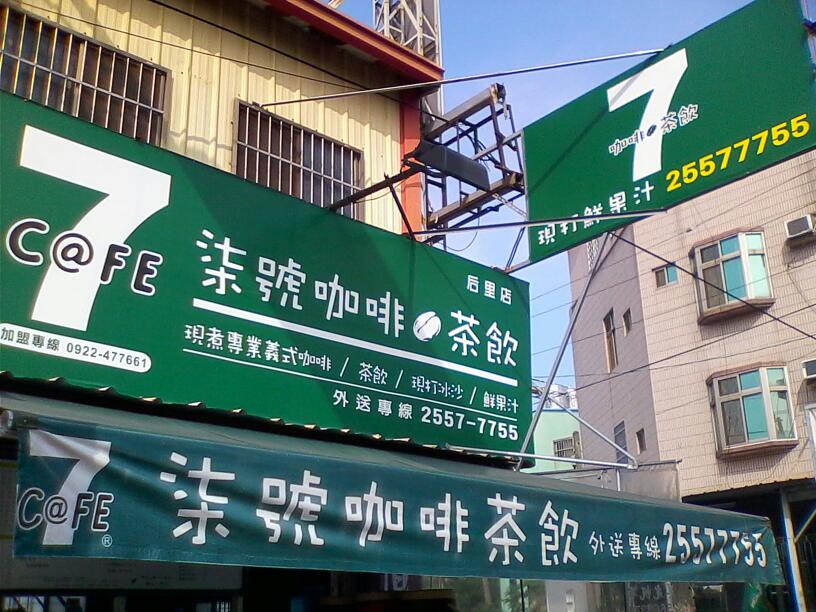 7
咖啡 茶飲
現打鮮果汁 25577755
7
C@FE
柒號咖啡 茶飲
后里店
現煮專業義式咖啡 / 茶飲 / 現打冰沙 / 鮮果汁
加盟專線 0922-477661
外送專線 2557-7755
7
C@FE
®
柒號咖啡茶飲 外送專線 25577755